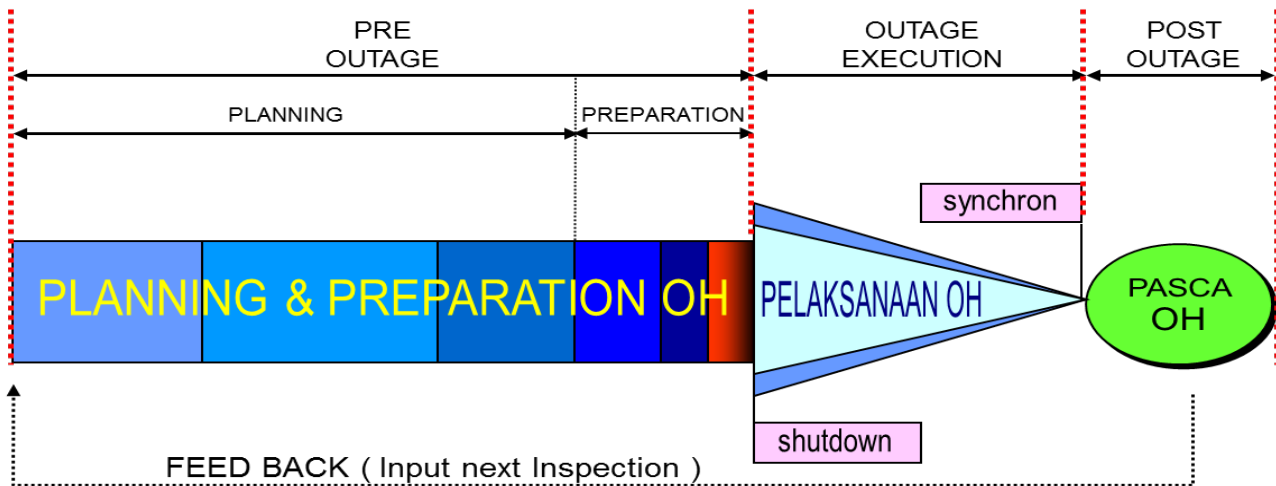 PRE
OUTAGE
OUTAGE
EXECUTION
POST
OUTAGE
PLANNING
PREPARATION
synchron
PLANNING & PREPARATION OH
PELAKSANAAN OH
PASCA
OH
shutdown
FEED BACK ( Input next Inspection )